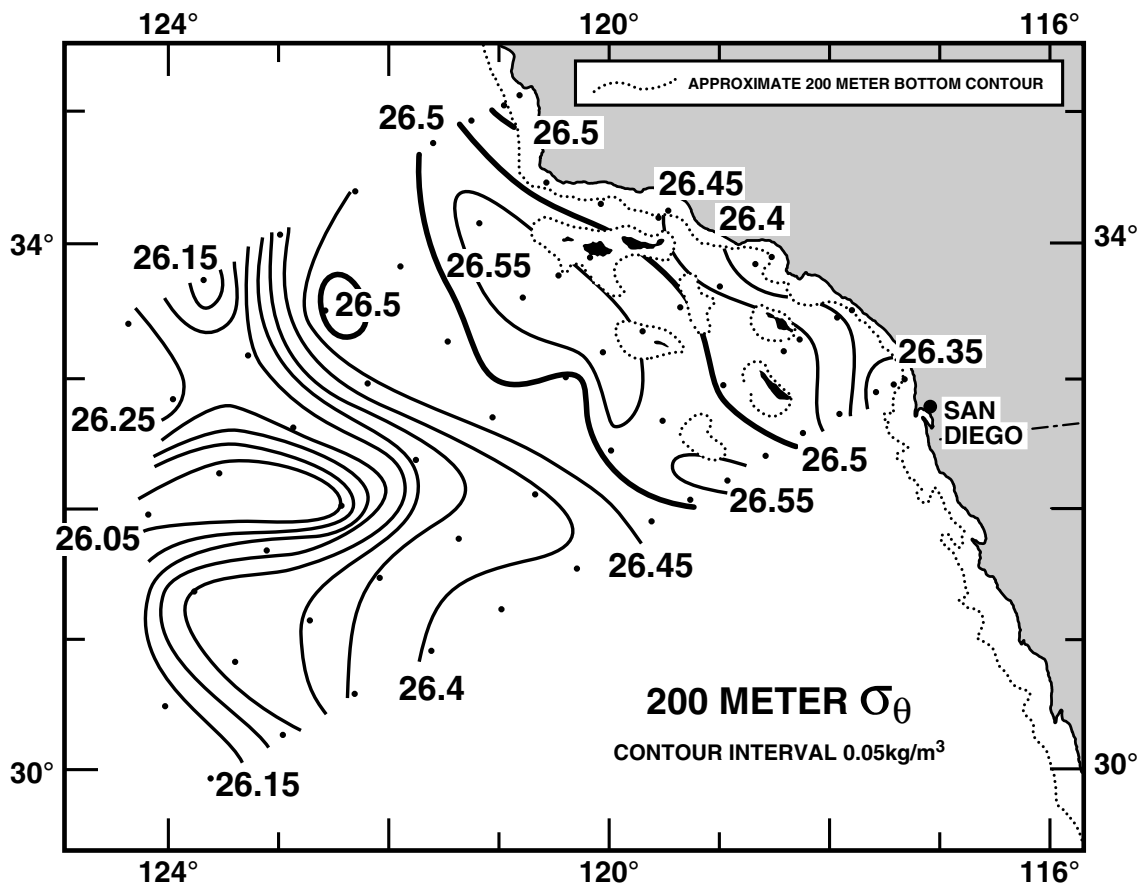 124° 120° 116°
APPROXIMATE 200 METER BOTTOM CONTOUR
26.5
26.5
26.45
26.4
34° 34°
26.15
26.55
26.5
26.35
26.25
SAN
DIEGO
26.5
26.55
26.05
26.45
26.4
200 METER σθ
CONTOUR INTERVAL 0.05kg/m³
30° 30°
26.15
124° 120° 116°